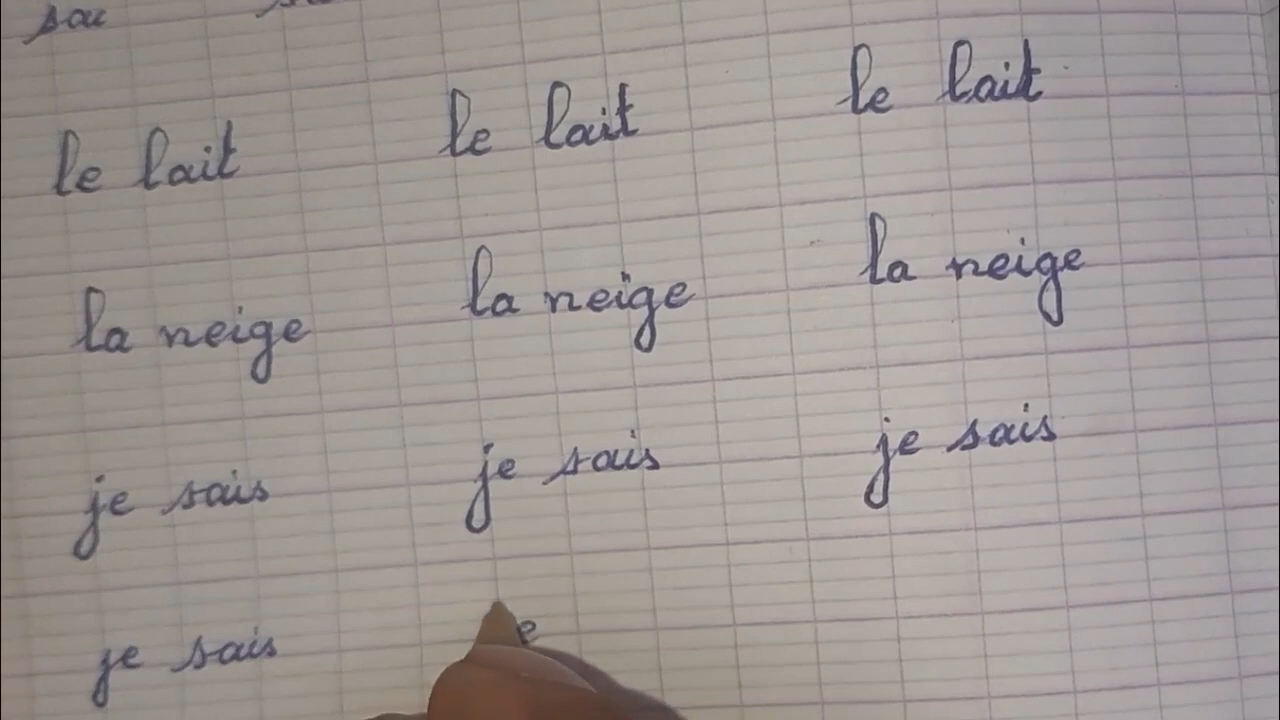 le lait le lait le lait
la neige la neige la neige
je sais je sais je sais
je sais e